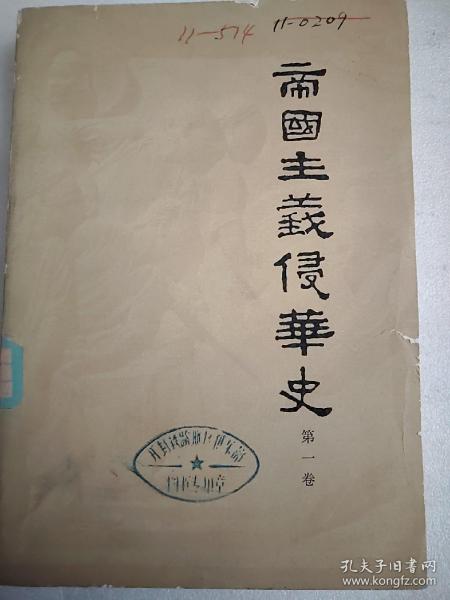 11-514 11-0209
帝國主義侵華史
第一卷
孔夫子旧书网
www.kongfz.com